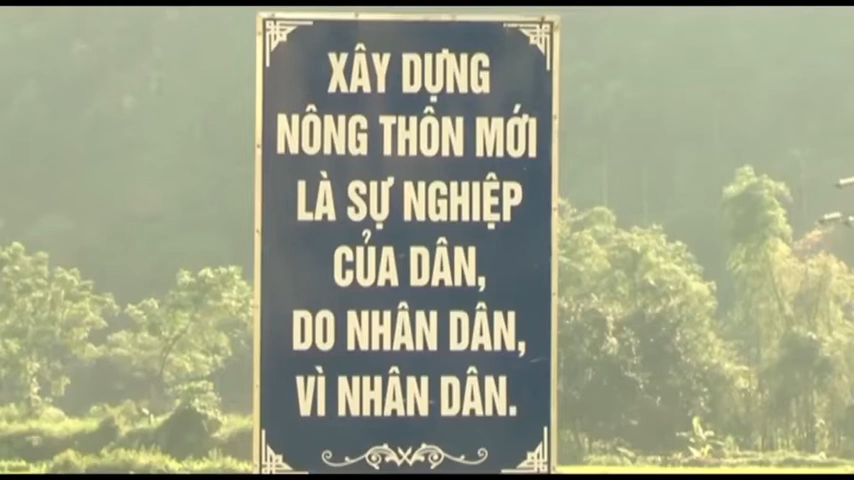 XÂY DỰNG
NÔNG THÔN MỚI
LÀ SỰ NGHIỆP
CỦA DÂN,
DO NHÂN DÂN,
VÌ NHÂN DÂN.